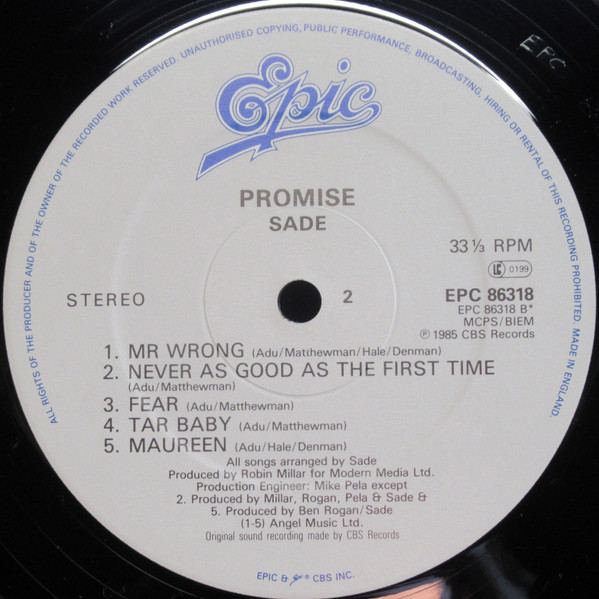 ALL RIGHTS OF THE PRODUCER AND OF THE OWNER OF THE RECORDED WORK RESERVED. UNAUTHORISED COPYING, PUBLIC PERFORMANCE, BROADCASTING, HIRING OR RENTAL OF THIS RECORDING PROHIBITED. MADE IN ENGLAND.
EPC
Epic
PROMISE
SADE
33 ⅓ RPM
LC 0199
STEREO
2
EPC 86318
EPC 86318 B*
MCPS/BIEM
℗ 1985 CBS Records
1. MR WRONG (Adu/Matthewman/Hale/Denman)
2. NEVER AS GOOD AS THE FIRST TIME
(Adu/Matthewman)
3. FEAR (Adu/Matthewman)
4. TAR BABY (Adu/Matthewman)
5. MAUREEN (Adu/Hale/Denman)
All songs arranged by Sade
Produced by Robin Millar for Modern Media Ltd.
Production Engineer: Mike Pela except
2. Produced by Millar, Rogan, Pela & Sade &
5. Produced by Ben Rogan/Sade
(1-5) Angel Music Ltd.
Original sound recording made by CBS Records
EPIC & ® CBS INC.